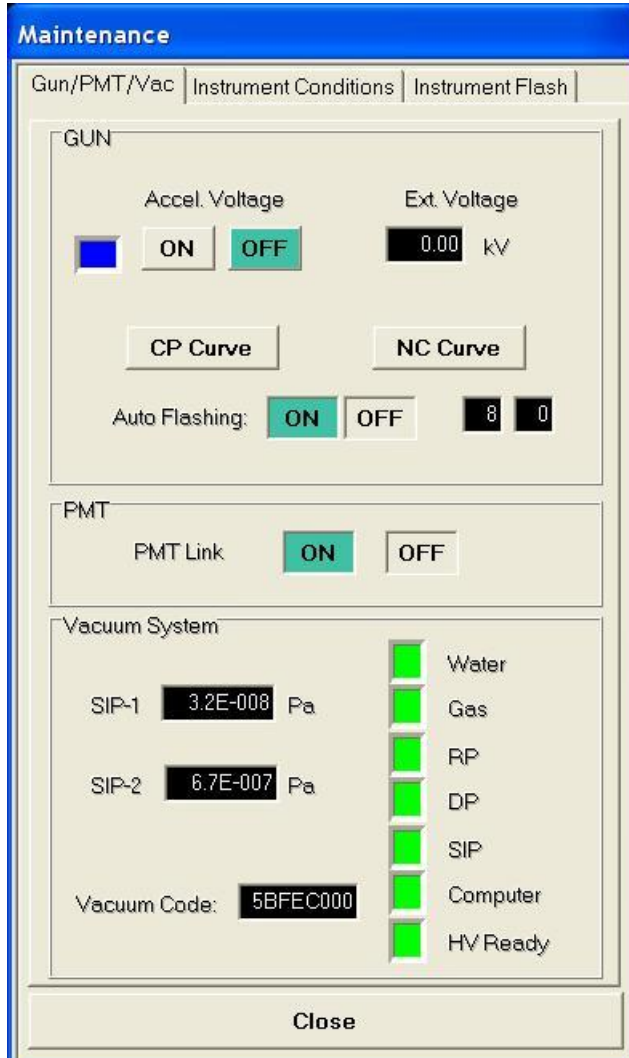 Maintenance
Gun/PMT/Vac Instrument Conditions Instrument Flash
GUN
Accel. Voltage Ext. Voltage
ON OFF 0.00 kV
CP Curve NC Curve
Auto Flashing: ON OFF 8 0
PMT
PMT Link ON OFF
Vacuum System
Water
SIP-1 3.2E-008 Pa Gas
RP
SIP-2 6.7E-007 Pa DP
SIP
Vacuum Code: 5BFEC000 Computer
HV Ready
Close